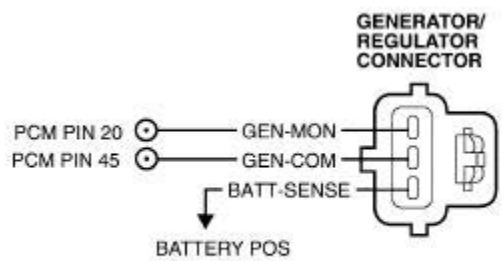 GENERATOR/
REGULATOR
CONNECTOR
PCM PIN 20 GEN-MON
PCM PIN 45 GEN-COM
BATT-SENSE
BATTERY POS